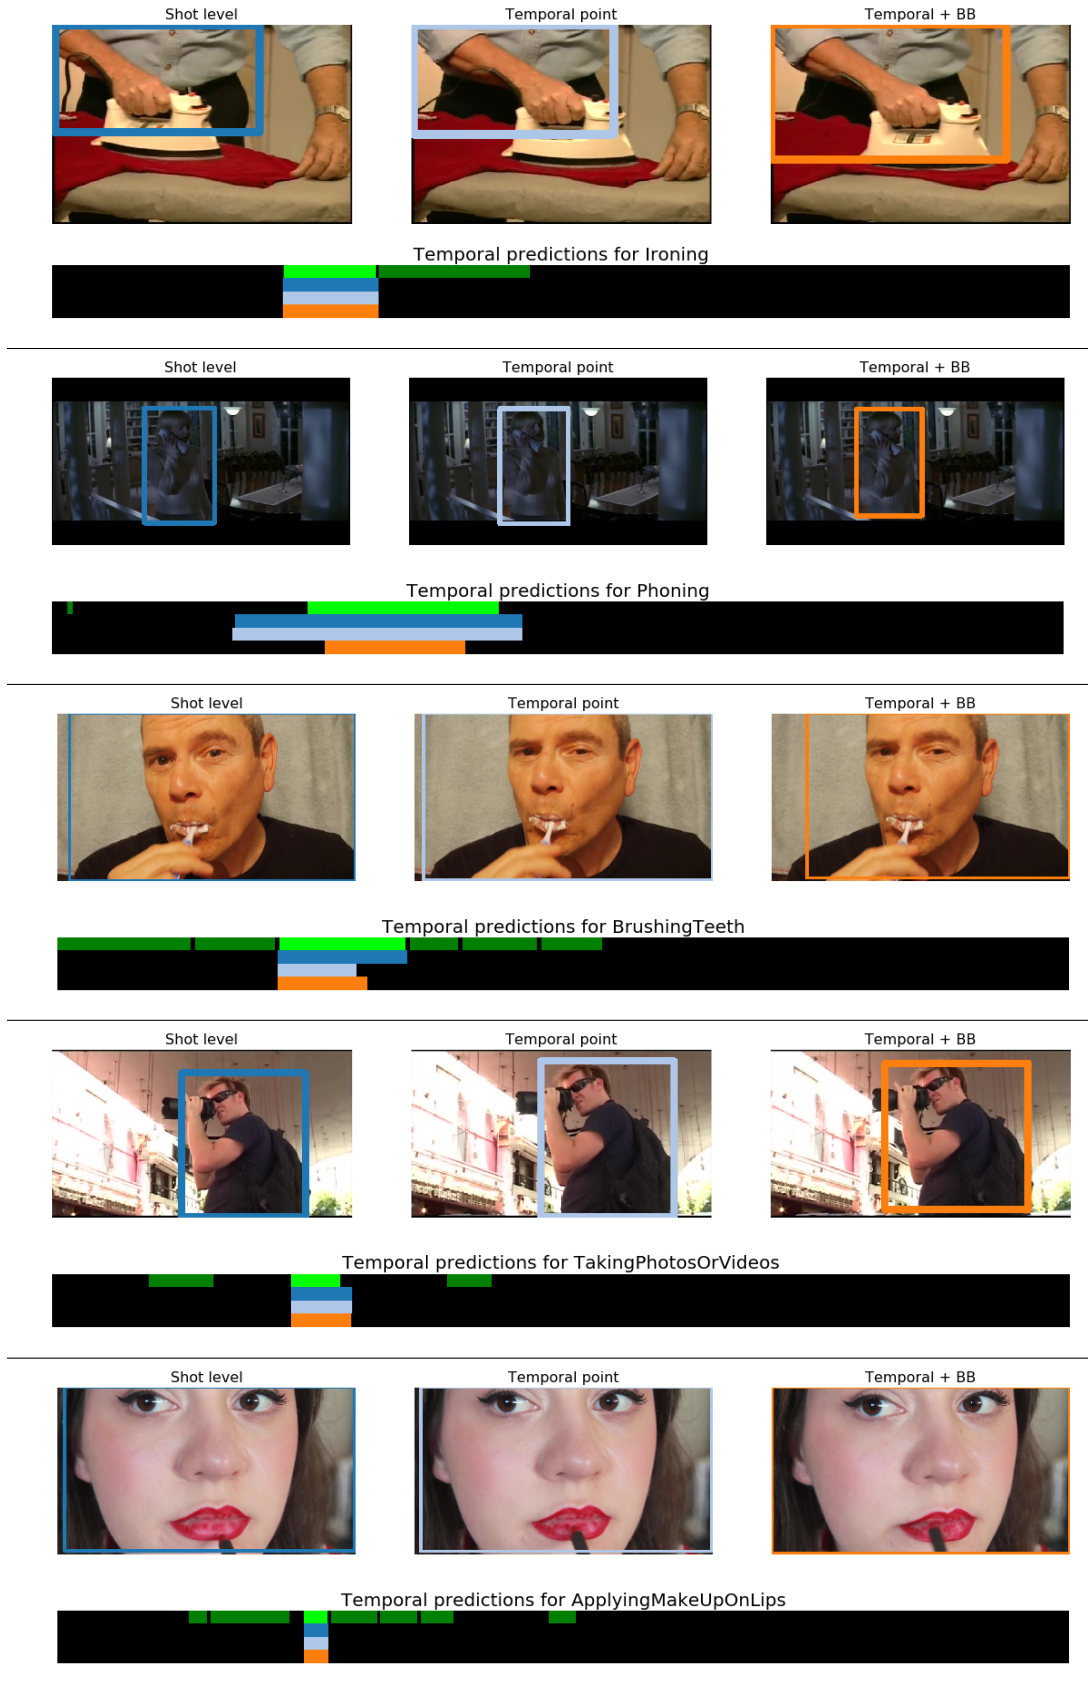 Shot level Temporal point Temporal + BB
Temporal predictions for Ironing
Shot level Temporal point Temporal + BB
Temporal predictions for Phoning
Shot level Temporal point Temporal + BB
Temporal predictions for BrushingTeeth
Shot level Temporal point Temporal + BB
Temporal predictions for TakingPhotosOrVideos
Shot level Temporal point Temporal + BB
Temporal predictions for ApplyingMakeUpOnLips